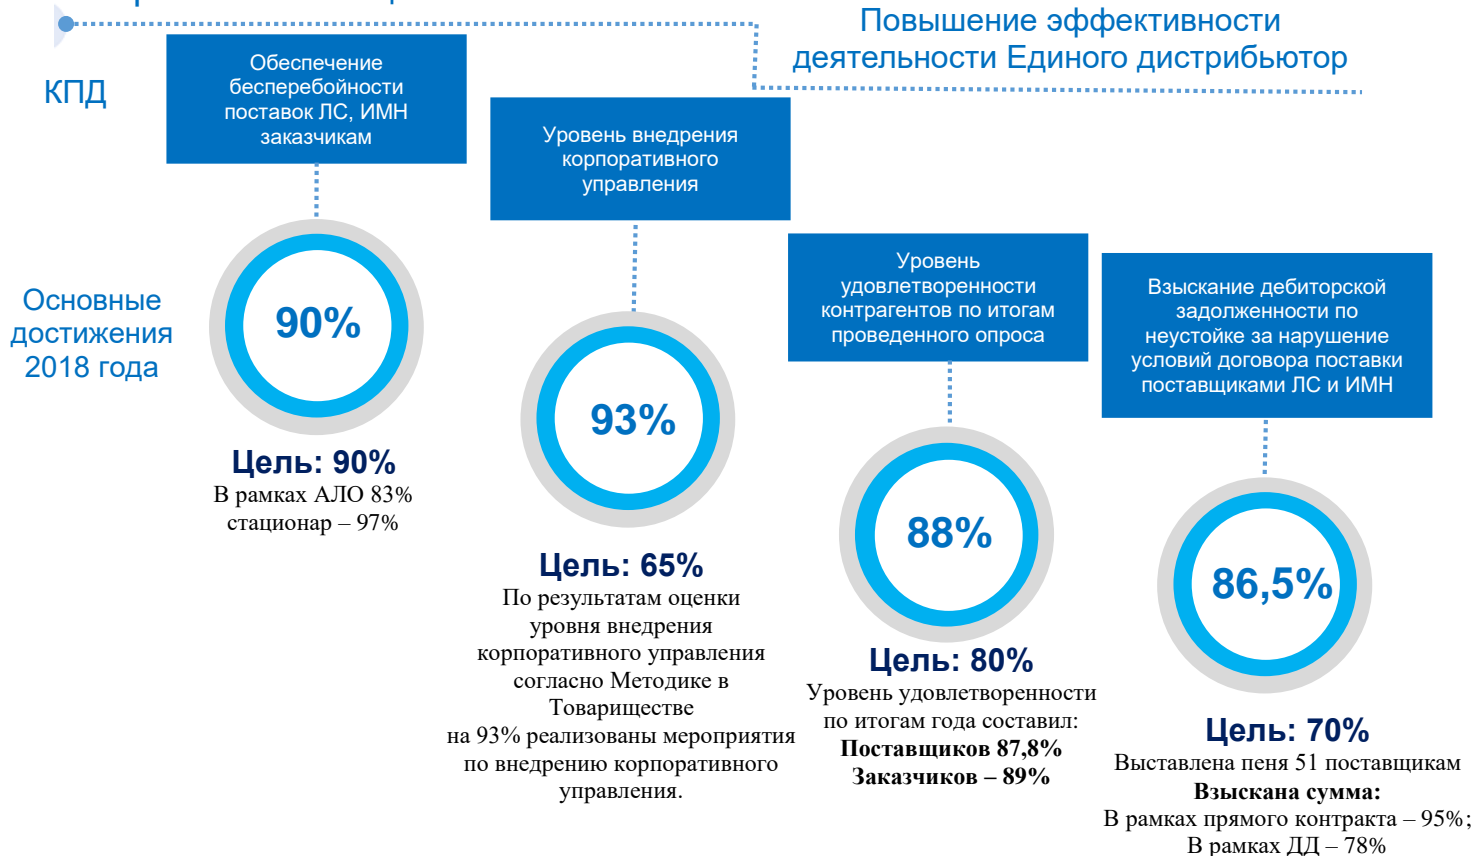 Повышение эффективности
деятельности Единого дистрибьютор
КПД
Обеспечение
бесперебойности
поставок ЛС, ИМН
заказчикам
Уровень внедрения
корпоративного
управления
Уровень
удовлетворенности
контрагентов по итогам
проведенного опроса
Взыскание дебиторской
задолженности по
неустойке за нарушение
условий договора поставки
поставщиками ЛС и ИМН
Основные
достижения
2018 года
90%
Цель: 90%
В рамках АЛО 83%
стационар – 97%
93%
Цель: 65%
По результатам оценки
уровня внедрения
корпоративного управления
согласно Методике в
Товариществе
на 93% реализованы мероприятия
по внедрению корпоративного
управления.
88%
Цель: 80%
Уровень удовлетворенности
по итогам года составил:
Поставщиков 87,8%
Заказчиков – 89%
86,5%
Цель: 70%
Выставлена пеня 51 поставщикам
Взыскана сумма:
В рамках прямого контракта – 95%;
В рамках ДД – 78%